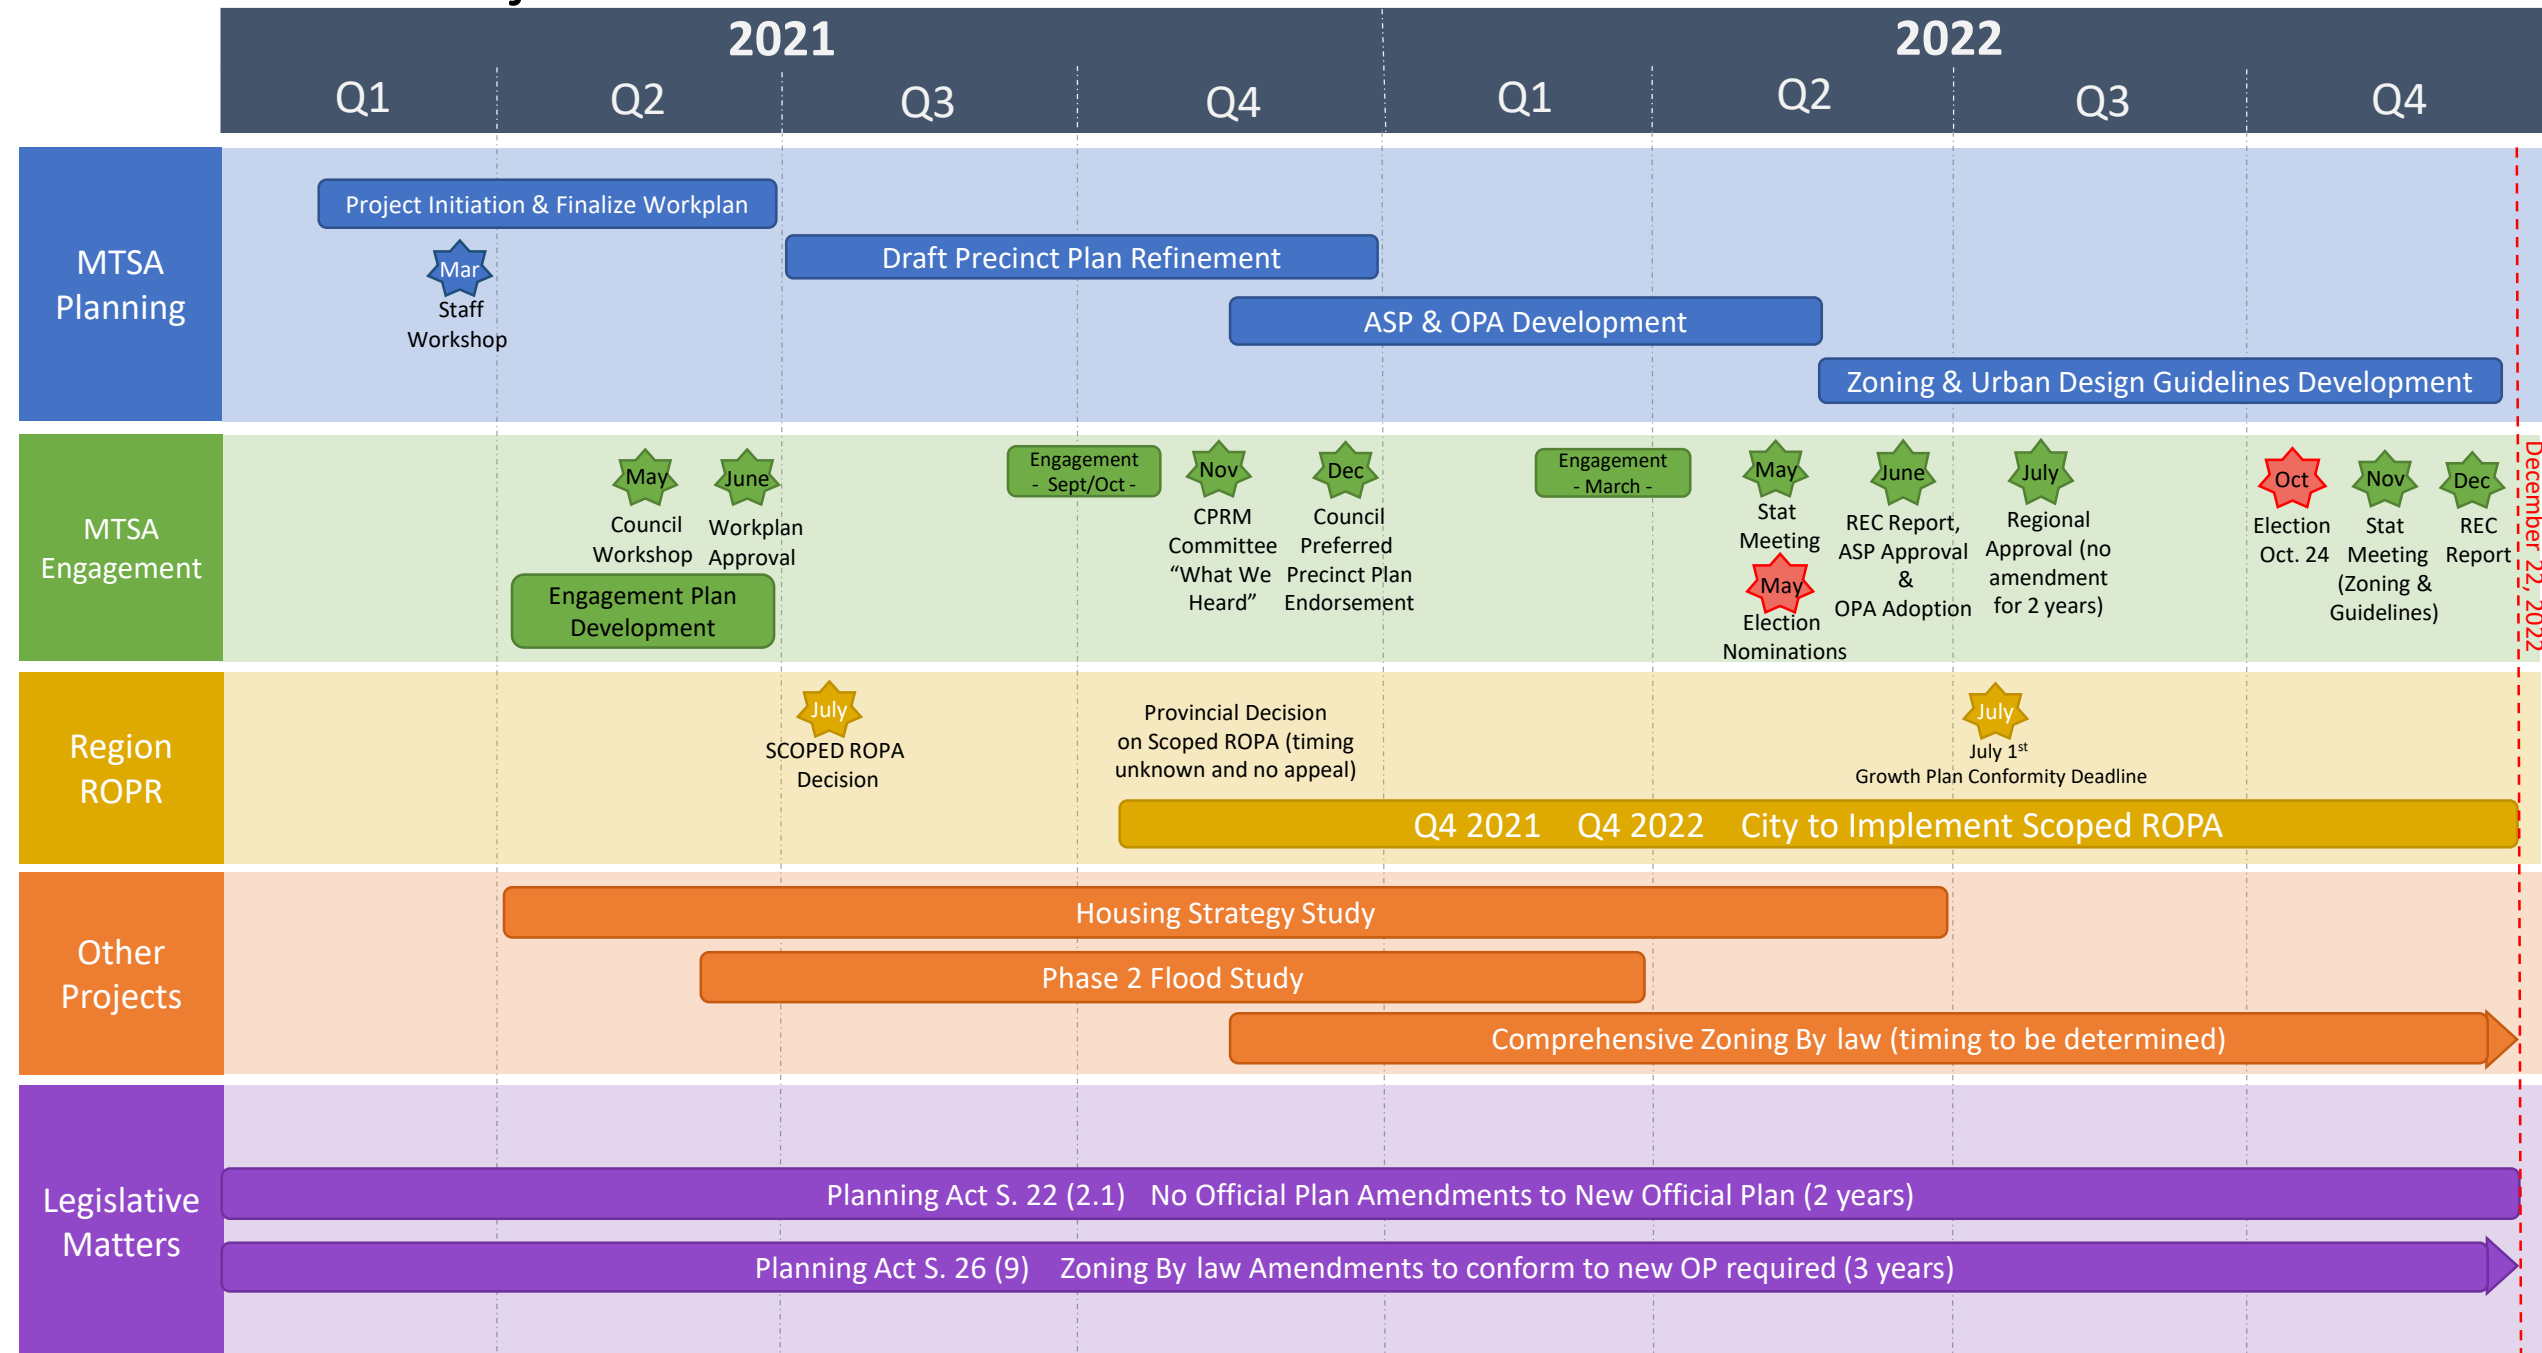 2021
2022
Q1
Q2
Q3
Q4
Q1
Q2
Q3
Q4
MTSA
Planning
Project Initiation & Finalize Workplan
Mar
Staff
Workshop
Draft Precinct Plan Refinement
ASP & OPA Development
Zoning & Urban Design Guidelines Development
MTSA
Engagement
May
Council
Workshop
June
Workplan
Approval
Engagement Plan
Development
Engagement
- Sept/Oct -
Nov
CPRM
Committee
“What We
Heard”
Dec
Council
Preferred
Precinct Plan
Endorsement
Engagement
- March -
May
Stat
Meeting
May
Election
Nominations
June
REC Report,
ASP Approval
&
OPA Adoption
July
Regional
Approval (no
amendment
for 2 years)
Oct
Election
Oct. 24
Nov
Stat
Meeting
(Zoning &
Guidelines)
Dec
REC
Report
December 22, 2022
Region
ROPR
July
SCOPED ROPA
Decision
Provincial Decision
on Scoped ROPA (timing
unknown and no appeal)
July
July 1st
Growth Plan Conformity Deadline
Q4 2021 Q4 2022 City to Implement Scoped ROPA
Other
Projects
Housing Strategy Study
Phase 2 Flood Study
Comprehensive Zoning By law (timing to be determined)
Legislative
Matters
Planning Act S. 22 (2.1) No Official Plan Amendments to New Official Plan (2 years)
Planning Act S. 26 (9) Zoning By law Amendments to conform to new OP required (3 years)